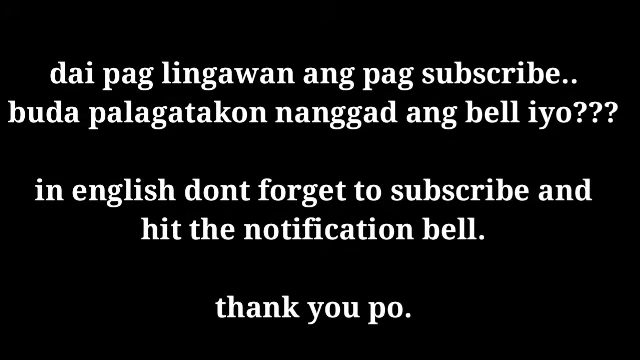 dai pag lingawan ang pag subscribe..
buda palagatakon nanggad ang bell iyo???
in english dont forget to subscribe and
hit the notification bell.
thank you po.